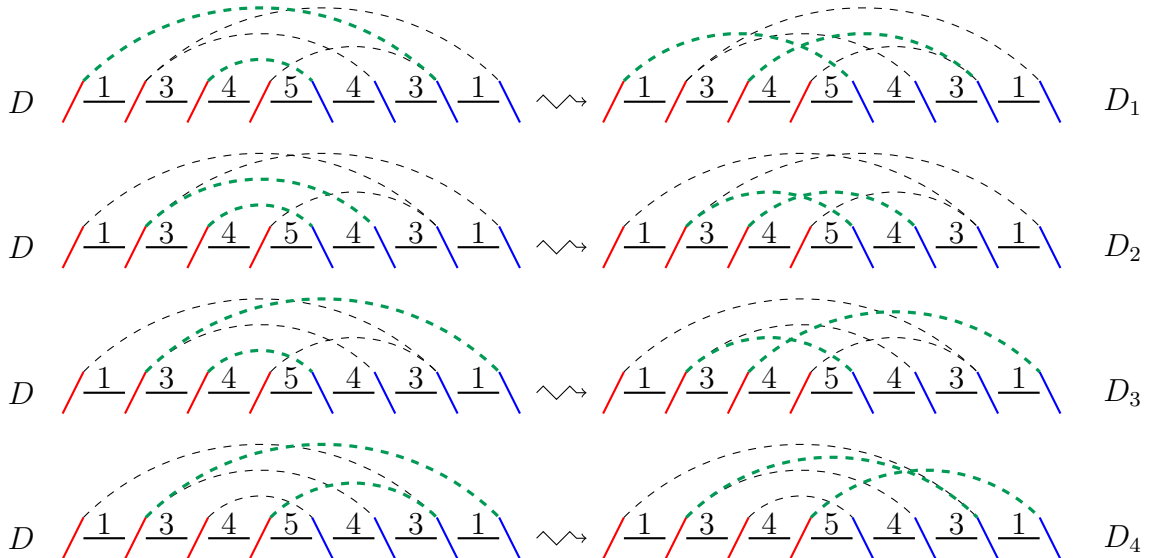 D 1 3 4 5 4 3 1 1 3 4 5 4 3 1 D₁
D 1 3 4 5 4 3 1 1 3 4 5 4 3 1 D₂
D 1 3 4 5 4 3 1 1 3 4 5 4 3 1 D₃
D 1 3 4 5 4 3 1 1 3 4 5 4 3 1 D₄